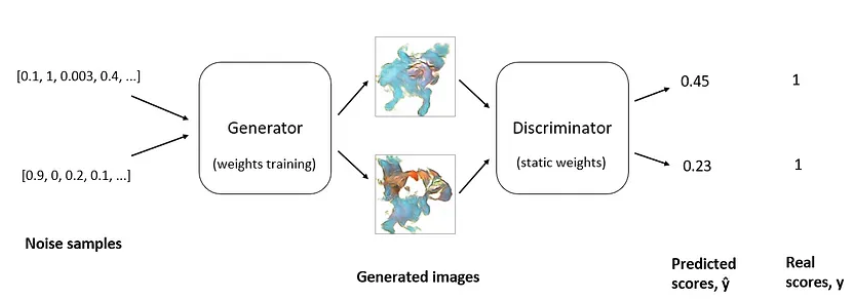 [0.1, 1, 0.003, 0.4, ...]
[0.9, 0, 0.2, 0.1, ...]
Noise samples
Generator
(weights training)
Generated images
Discriminator
(static weights)
0.45
1
0.23
1
Predicted
scores, ŷ
Real
scores, y